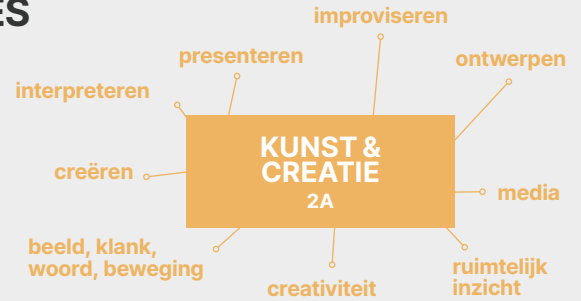 ES
improviseren
presenteren
ontwerpen
interpreteren
KUNST &
CREATIE
2A
creëren
media
beeld, klank,
woord, beweging
creativiteit
ruimtelijk
inzicht